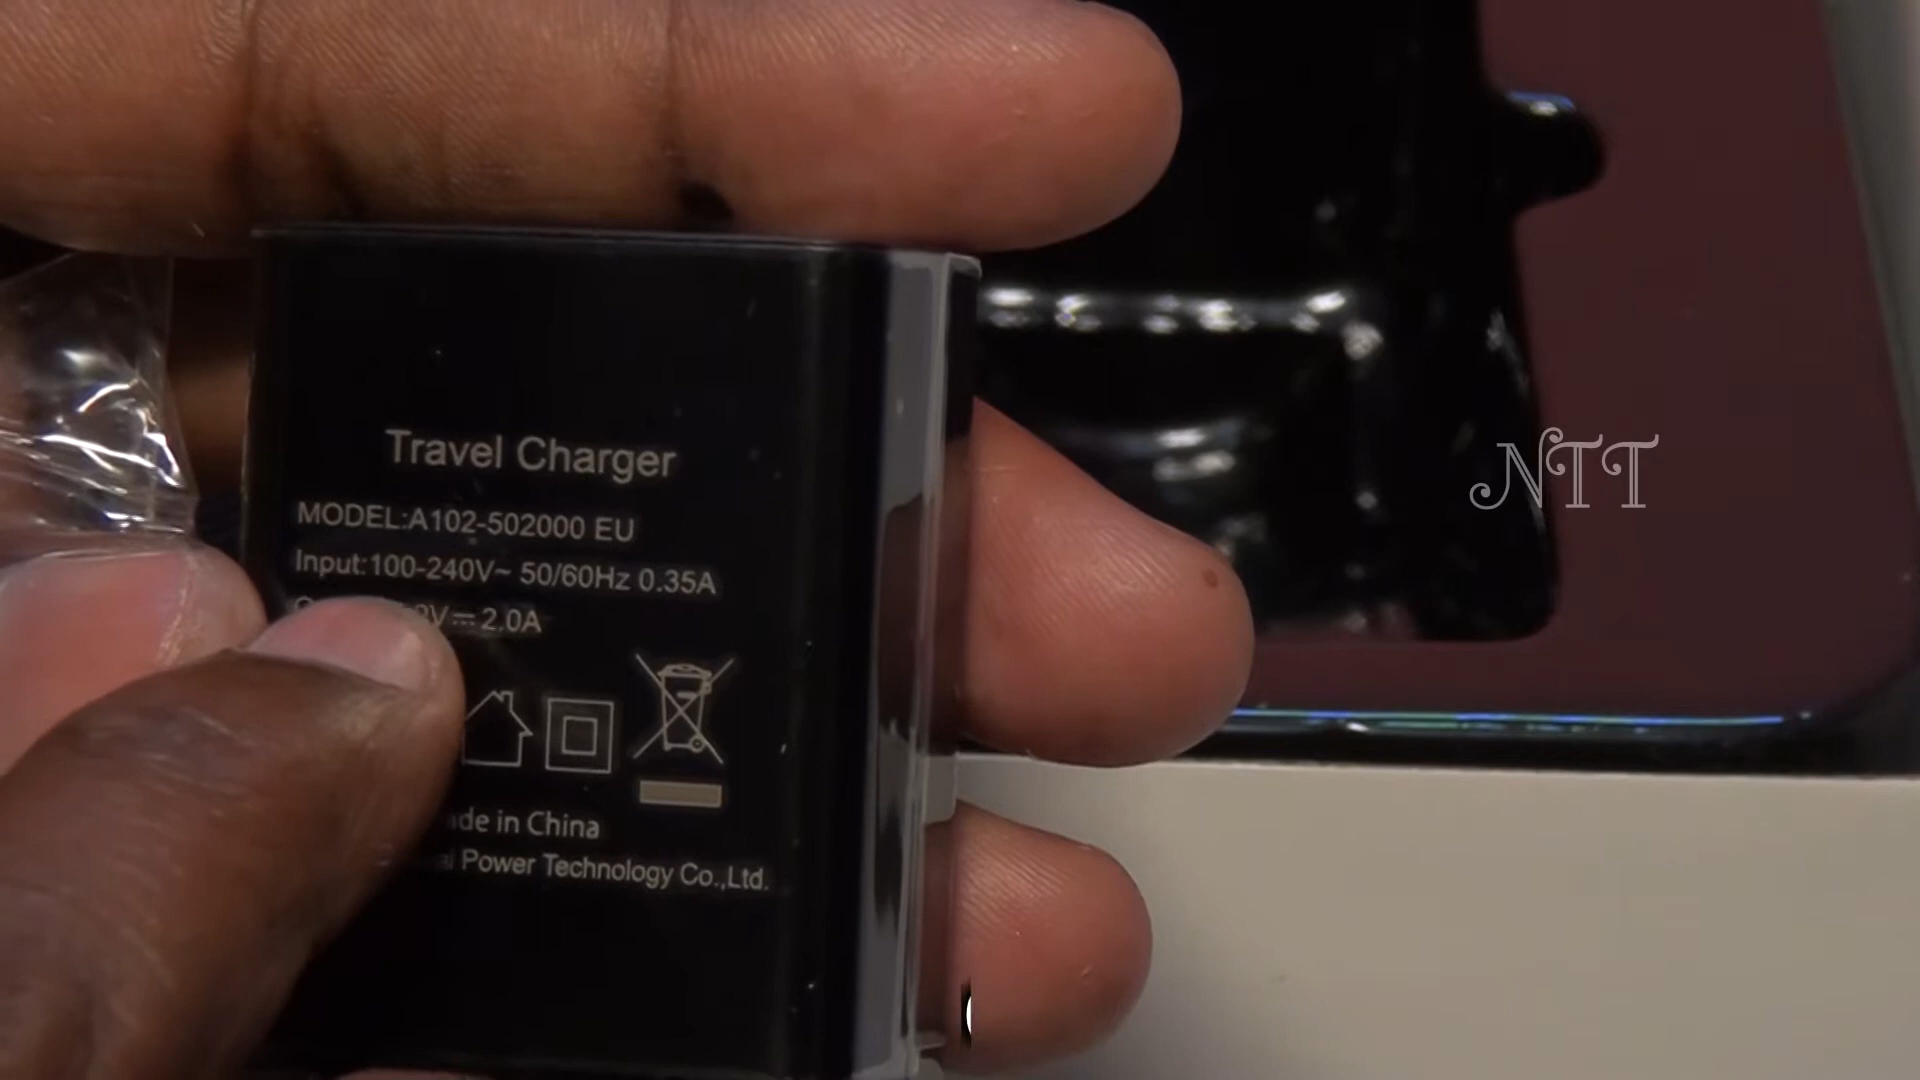 Travel Charger
MODEL:A102-502000 EU
Input:100-240V~ 50/60Hz 0.35A
2.0A
in China
Power Technology Co.,Ltd.
NTT